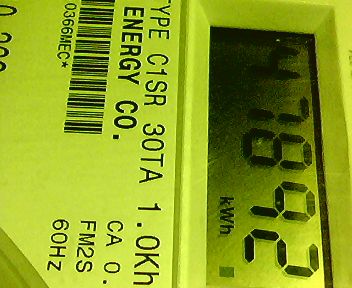 47892
kWh
TYPE C1SR 30TA 1.0Kh
ENERGY CO.
CA 0.
FM2S
0366MEC*
60Hz